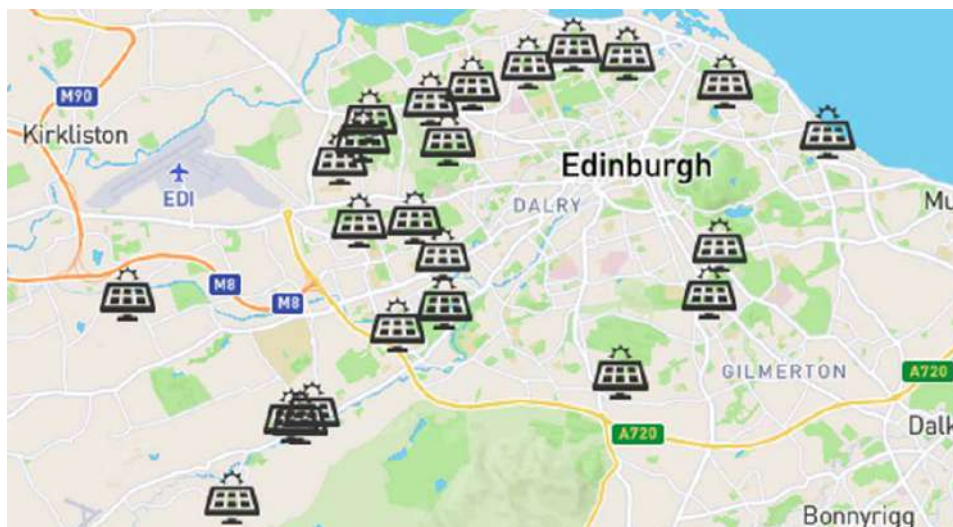 M90
Kirkliston
EDI
Edinburgh
DALRY
Mu
M8
M8
GILMERTON
A720
A720
Dalk
Bonnyrigg